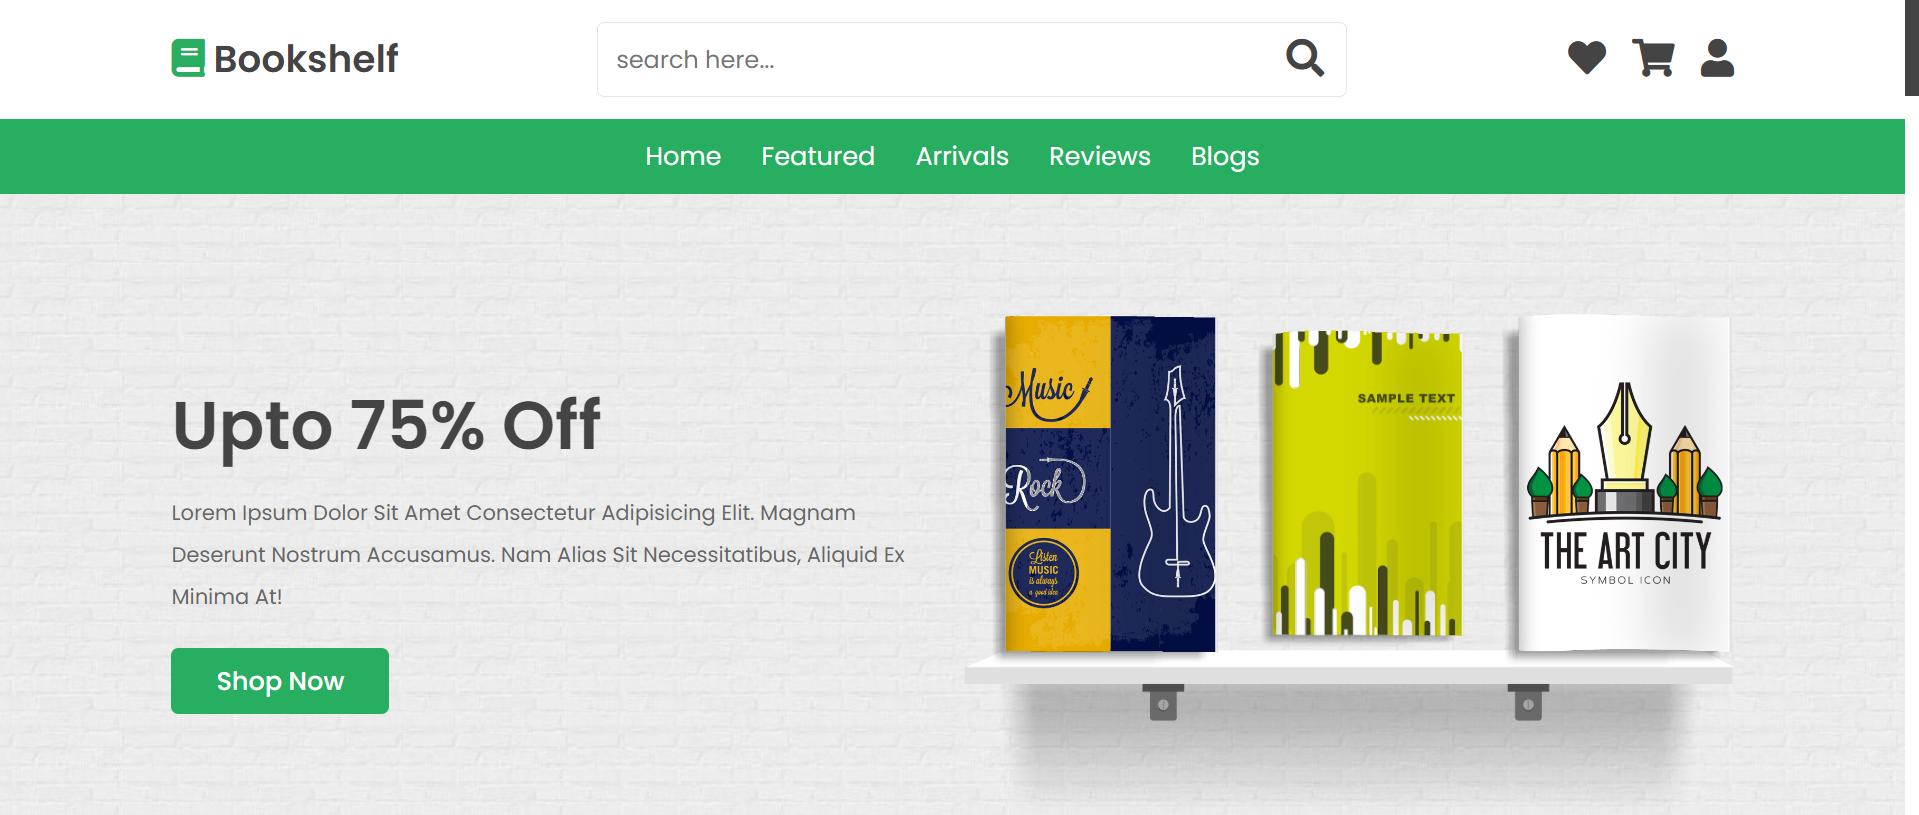 Bookshelf
search here...
Home Featured Arrivals Reviews Blogs
Upto 75% Off
Lorem Ipsum Dolor Sit Amet Consectetur Adipisicing Elit. Magnam
Deserunt Nostrum Accusamus. Nam Alias Sit Necessitatibus, Aliquid Ex
Minima At!
Shop Now
Music
Rock
Listen
MUSIC
is always
a good idea
SAMPLE TEXT
THE ART CITY
SYMBOL ICON